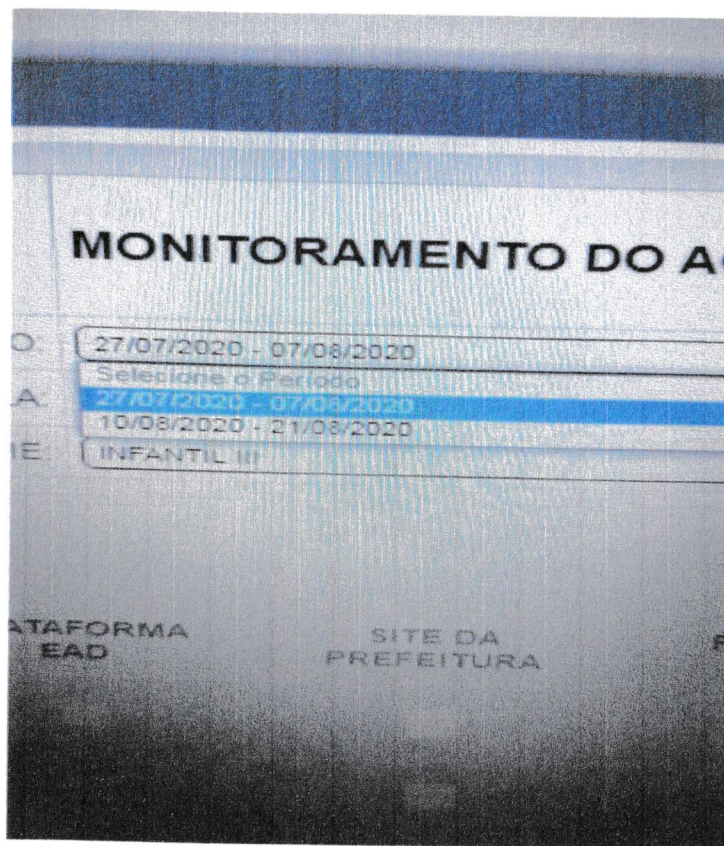 MONITORAMENTO DO A
O: 27/07/2020 - 07/08/2020
Selecione o Período
LA: 27/07/2020 - 07/08/2020
10/08/2020 - 21/08/2020
IE: INFANTIL III
ATAFORMA
EAD
SITE DA
PREFEITURA